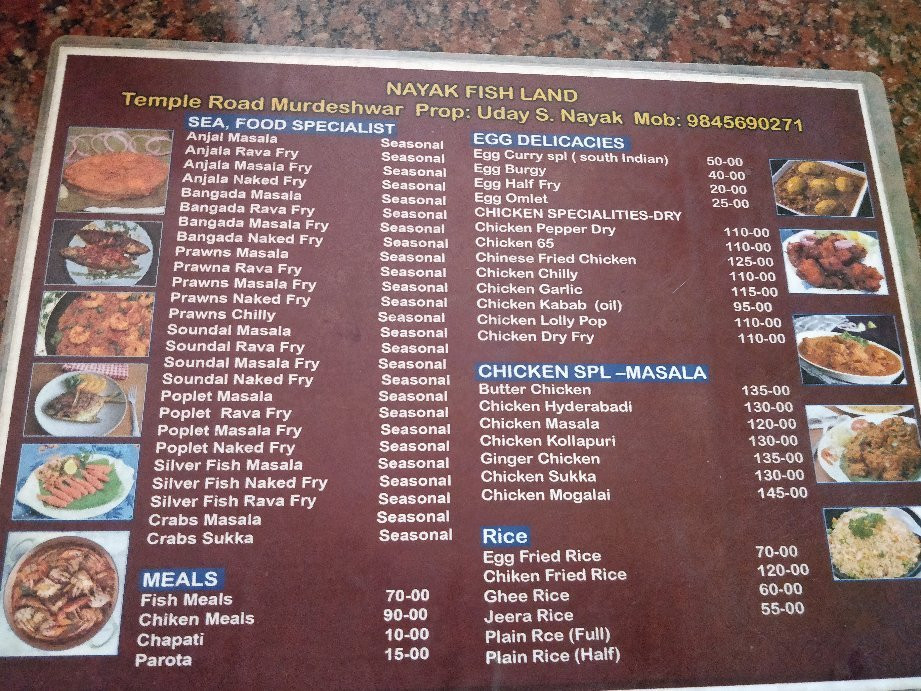 NAYAK FISH LAND
Temple Road Murdeshwar Prop: Uday S. Nayak Mob: 9845690271
SEA, FOOD SPECIALIST
Anjal Masala Seasonal
Anjala Rava Fry Seasonal
Anjala Masala Fry Seasonal
Anjala Naked Fry Seasonal
Bangada Masala Seasonal
Bangada Rava Fry Seasonal
Bangada Masala Fry Seasonal
Bangada Naked Fry Seasonal
Prawns Masala Seasonal
Prawna Rava Fry Seasonal
Prawns Masala Fry Seasonal
Prawns Naked Fry Seasonal
Prawns Chilly Seasonal
Soundal Masala Seasonal
Soundal Rava Fry Seasonal
Soundal Masala Fry Seasonal
Soundal Naked Fry Seasonal
Poplet Masala Seasonal
Poplet Rava Fry Seasonal
Poplet Masala Fry Seasonal
Poplet Naked Fry Seasonal
Silver Fish Masala Seasonal
Silver Fish Naked Fry Seasonal
Silver Fish Rava Fry Seasonal
Crabs Masala Seasonal
Crabs Sukka Seasonal
MEALS
Fish Meals 70-00
Chiken Meals 90-00
Chapati 10-00
Parota 15-00
EGG DELICACIES
Egg Curry spl ( south Indian) 50-00
Egg Burgy 40-00
Egg Half Fry 20-00
Egg Omlet 25-00
CHICKEN SPECIALITIES-DRY
Chicken Pepper Dry 110-00
Chicken 65 110-00
Chinese Fried Chicken 125-00
Chicken Chilly 110-00
Chicken Garlic 115-00
Chicken Kabab (oil) 95-00
Chicken Lolly Pop 110-00
Chicken Dry Fry 110-00
CHICKEN SPL –MASALA
Butter Chicken 135-00
Chicken Hyderabadi 130-00
Chicken Masala 120-00
Chicken Kollapuri 130-00
Ginger Chicken 135-00
Chicken Sukka 130-00
Chicken Mogalai 145-00
Rice
Egg Fried Rice 70-00
Chiken Fried Rice 120-00
Ghee Rice 60-00
Jeera Rice 55-00
Plain Rce (Full)
Plain Rice (Half)